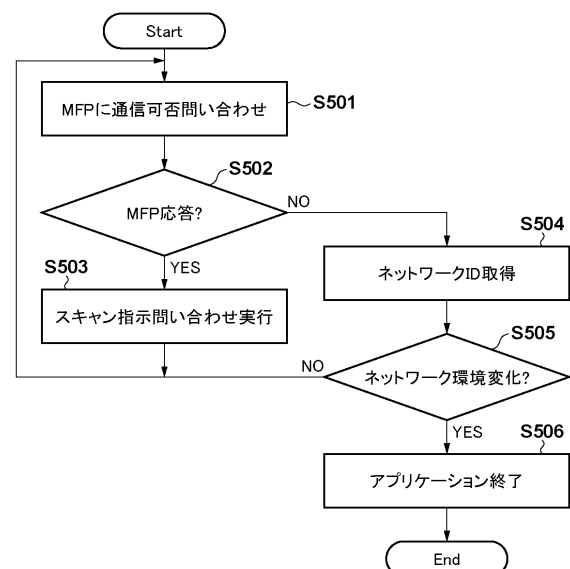 Start
MFPに通信可否問い合わせ
S501
MFP応答?
S502
NO
YES
S503
スキャン指示問い合わせ実行
S504
ネットワークID取得
S505
ネットワーク環境変化?
NO
YES
S506
アプリケーション終了
End